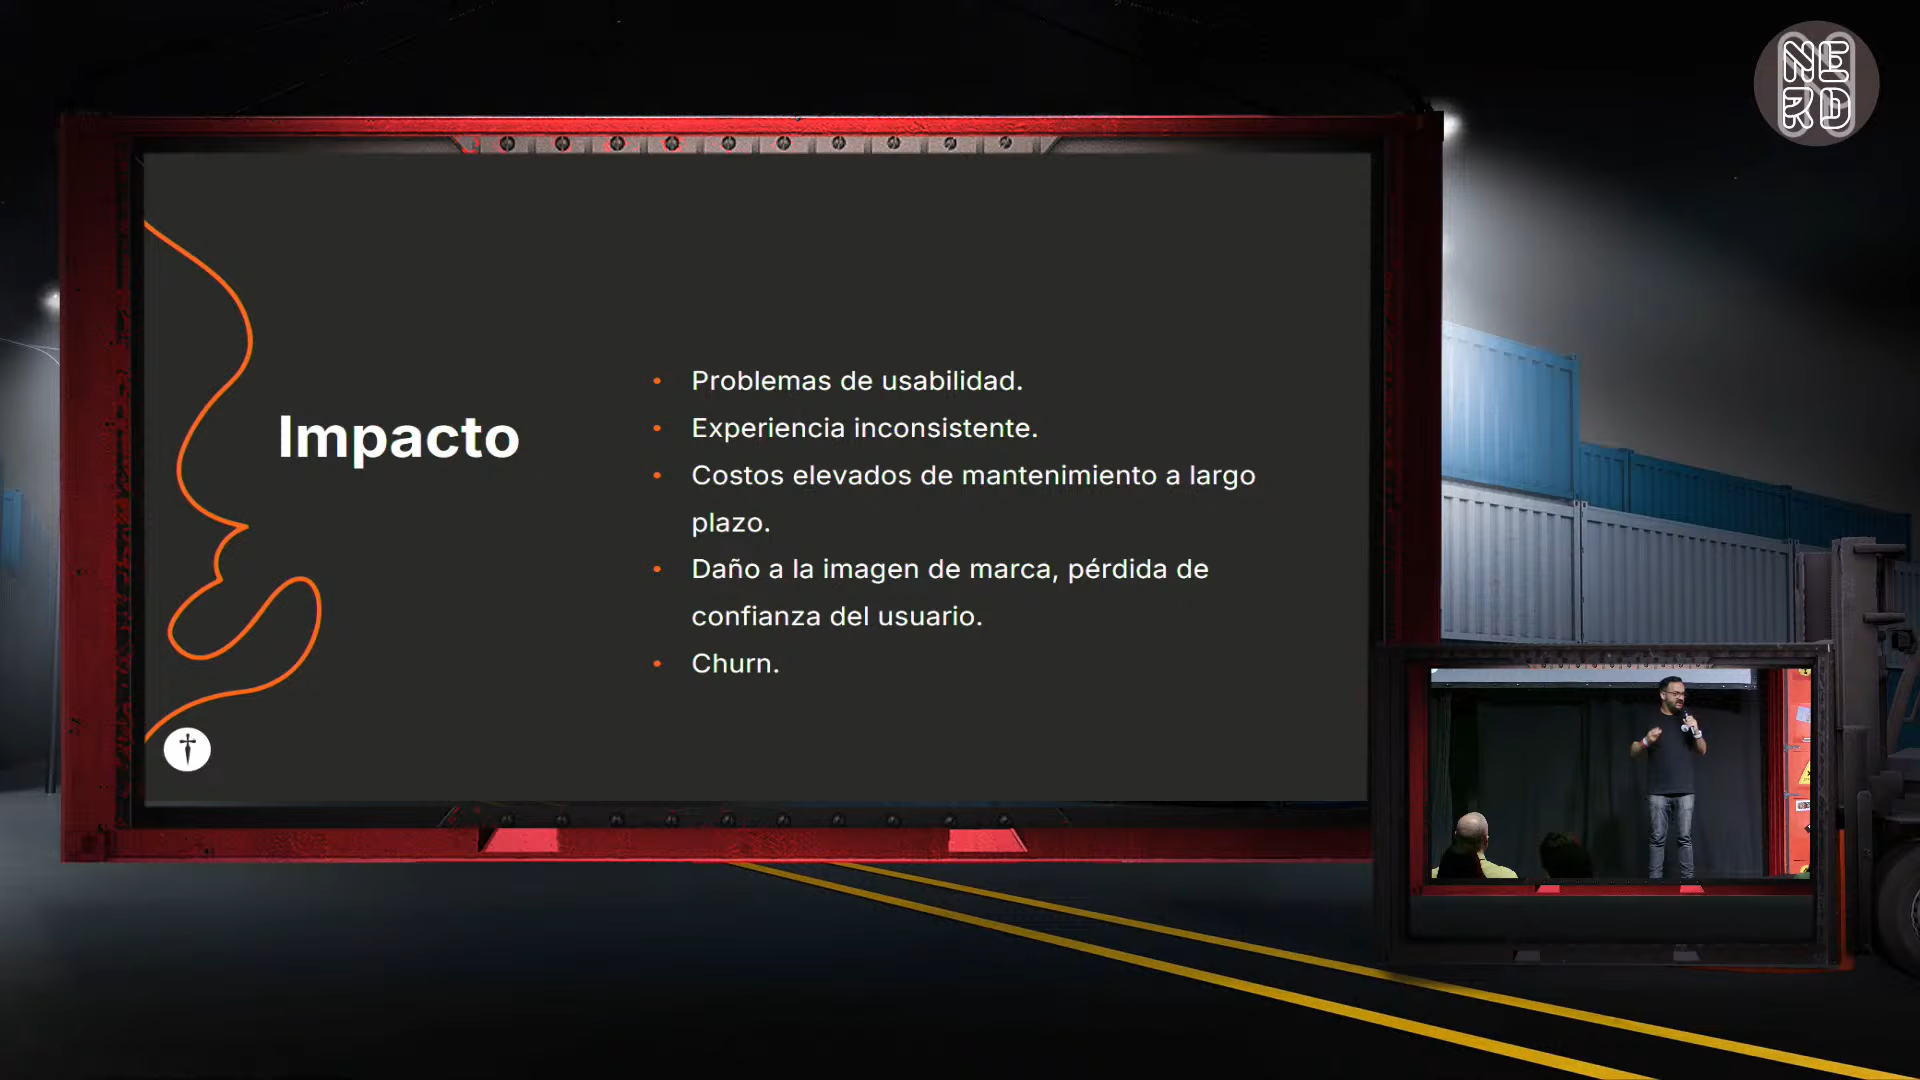 NE
RD
Impacto
• Problemas de usabilidad.
• Experiencia inconsistente.
• Costos elevados de mantenimiento a largo
plazo.
• Daño a la imagen de marca, pérdida de
confianza del usuario.
• Churn.